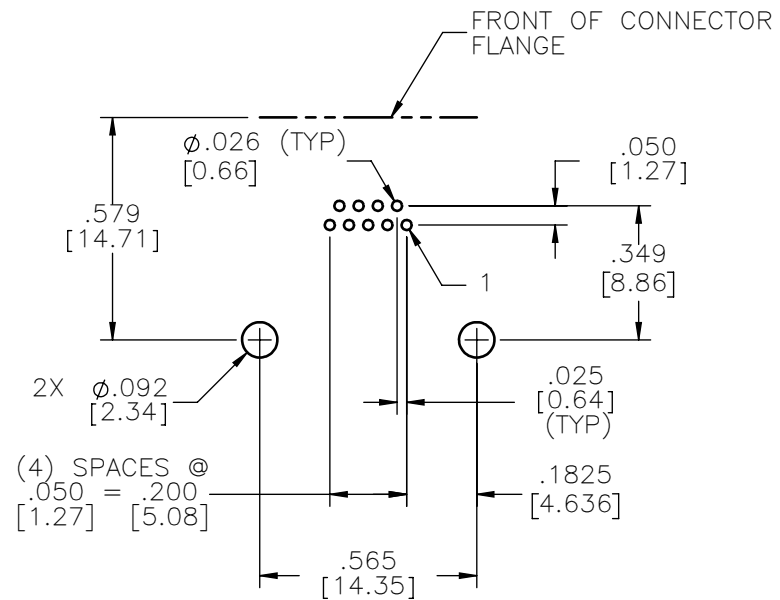 FRONT OF CONNECTOR
FLANGE
⌀.026 (TYP)
[0.66]
.050
[1.27]
.579
[14.71]
.349
[8.86]
1
2X ⌀.092
[2.34]
.025
[0.64]
(TYP)
(4) SPACES @
.050 = .200
[1.27] [5.08]
.1825
[4.636]
.565
[14.35]